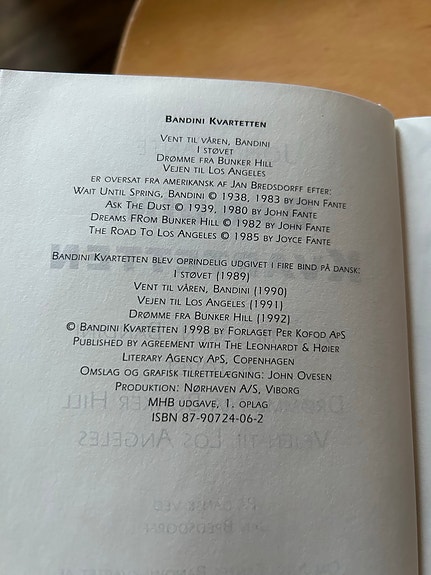 Bandini Kvartetten
Vent til våren, Bandini
I støvet
Drømme fra Bunker Hill
Vejen til Los Angeles
er oversat fra amerikansk af Jan Bredsdorff efter:
Wait Until Spring, Bandini © 1938, 1983 by John Fante
Ask The Dust © 1939, 1980 by John Fante
Dreams FRom Bunker Hill © 1982 by John Fante
The Road To Los Angeles © 1985 by Joyce Fante
Bandini Kvartetten blev oprindelig udgivet i fire bind på dansk:
I støvet (1989)
Vent til våren, Bandini (1990)
Vejen til Los Angeles (1991)
Drømme fra Bunker Hill (1992)
© Bandini Kvartetten 1998 by Forlaget Per Kofod ApS
Published by agreement with The Leonhardt & Høier
Literary Agency ApS, Copenhagen
Omslag og grafisk tilrettelægning: John Ovesen
Produktion: Nørhaven A/S, Viborg
MHB udgave, 1. oplag
ISBN 87-90724-06-2